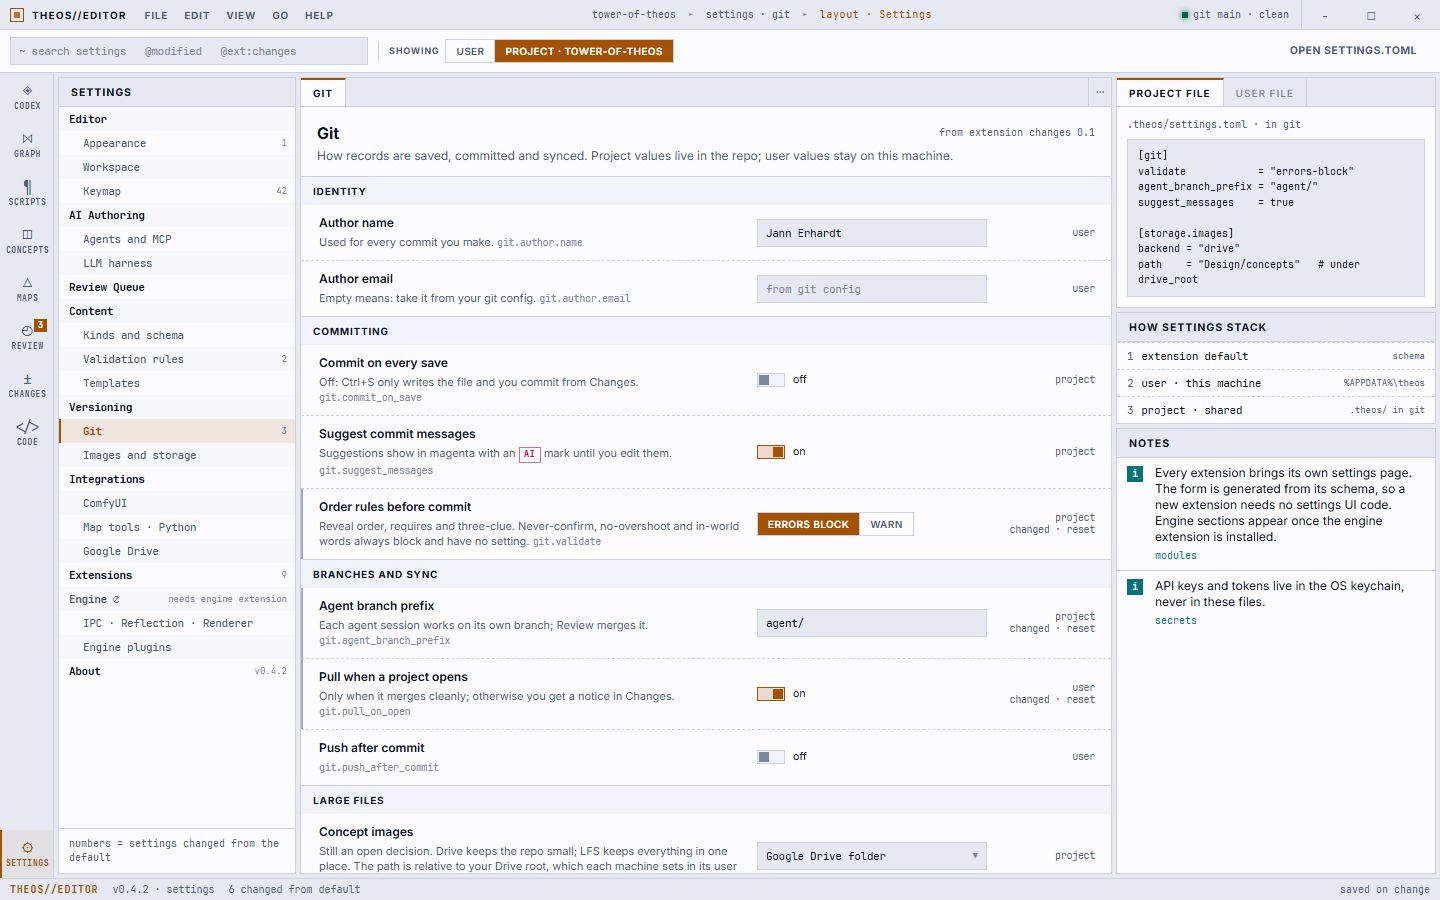 THEOS//EDITOR FILE EDIT VIEW GO HELP
tower-of-theos ▸ settings · git ▸ layout · Settings
git main · clean
~ search settings @modified @ext:changes
SHOWING USER PROJECT · TOWER-OF-THEOS
OPEN SETTINGS.TOML
CODEX
GRAPH
SCRIPTS
CONCEPTS
MAPS
3
REVIEW
CHANGES
CODE
SETTINGS
SETTINGS
Editor
Appearance 1
Workspace
Keymap 42
AI Authoring
Agents and MCP
LLM harness
Review Queue
Content
Kinds and schema
Validation rules 2
Templates
Versioning
Git 3
Images and storage
Integrations
ComfyUI
Map tools · Python
Google Drive
Extensions 9
Engine needs engine extension
IPC · Reflection · Renderer
Engine plugins
About v0.4.2
numbers = settings changed from the
default
GIT
Git
from extension changes 0.1
How records are saved, committed and synced. Project values live in the repo; user values stay on this machine.
IDENTITY
Author name
Used for every commit you make. git.author.name
Jann Erhardt
user
Author email
Empty means: take it from your git config. git.author.email
from git config
user
COMMITTING
Commit on every save
Off: Ctrl+S only writes the file and you commit from Changes.
git.commit_on_save
off
project
Suggest commit messages
Suggestions show in magenta with an AI mark until you edit them.
git.suggest_messages
on
project
Order rules before commit
Reveal order, requires and three-clue. Never-confirm, no-overshoot and in-world
words always block and have no setting. git.validate
ERRORS BLOCK WARN
project
changed · reset
BRANCHES AND SYNC
Agent branch prefix
Each agent session works on its own branch; Review merges it.
git.agent_branch_prefix
agent/
project
changed · reset
Pull when a project opens
Only when it merges cleanly; otherwise you get a notice in Changes.
git.pull_on_open
on
user
changed · reset
Push after commit
git.push_after_commit
off
user
LARGE FILES
Concept images
Still an open decision. Drive keeps the repo small; LFS keeps everything in one
place. The path is relative to your Drive root, which each machine sets in its user
Google Drive folder
project
PROJECT FILE USER FILE
.theos/settings.toml · in git
[git]
validate = "errors-block"
agent_branch_prefix = "agent/"
suggest_messages = true
[storage.images]
backend = "drive"
path = "Design/concepts" # under
drive_root
HOW SETTINGS STACK
1 extension default schema
2 user · this machine %APPDATA%\theos
3 project · shared .theos/ in git
NOTES
i Every extension brings its own settings page.
The form is generated from its schema, so a
new extension needs no settings UI code.
Engine sections appear once the engine
extension is installed.
modules
i API keys and tokens live in the OS keychain,
never in these files.
secrets
THEOS//EDITOR v0.4.2 · settings 6 changed from default
saved on change